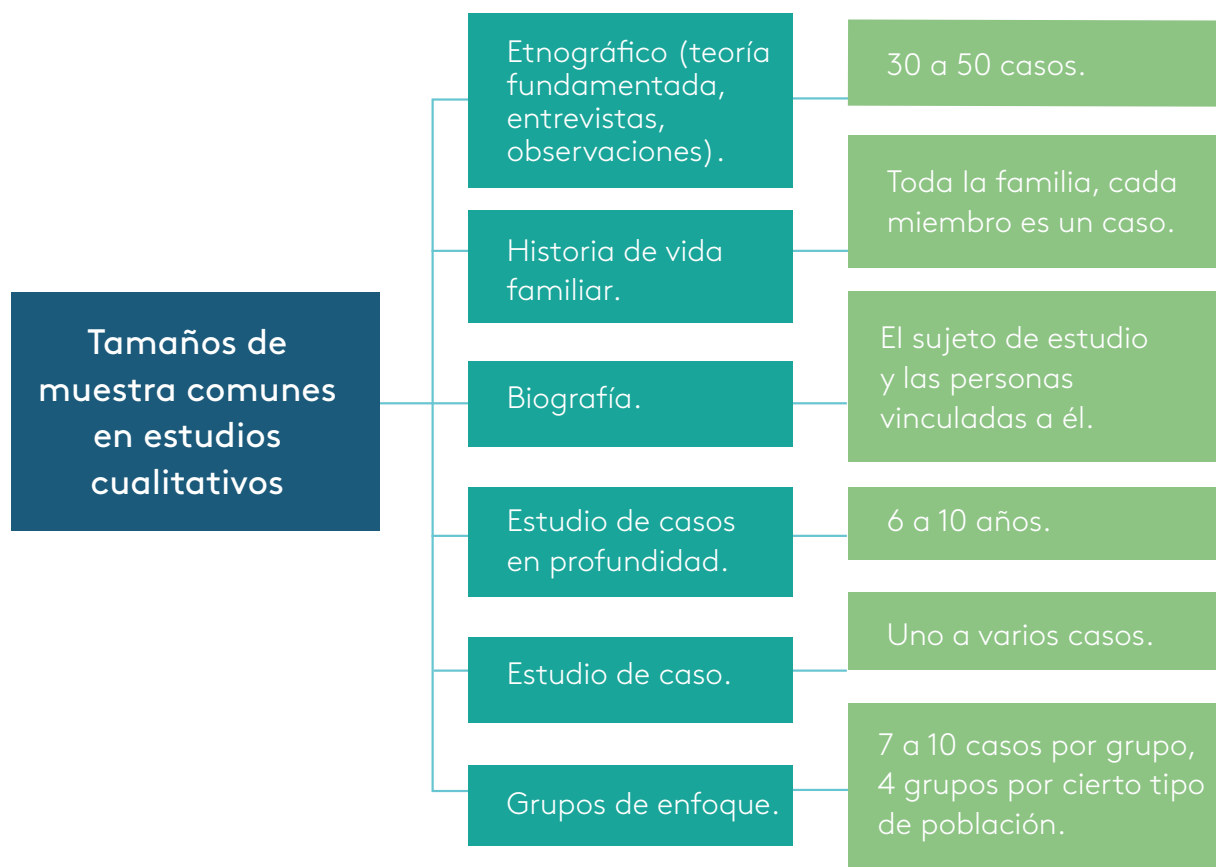 Tamaños de
muestra comunes
en estudios
cualitativos
Etnográfico (teoría
fundamentada,
entrevistas,
observaciones).
30 a 50 casos.
Historia de vida
familiar.
Toda la familia, cada
miembro es un caso.
Biografía.
El sujeto de estudio
y las personas
vinculadas a él.
Estudio de casos
en profundidad.
6 a 10 años.
Estudio de caso.
Uno a varios casos.
Grupos de enfoque.
7 a 10 casos por grupo,
4 grupos por cierto tipo
de población.